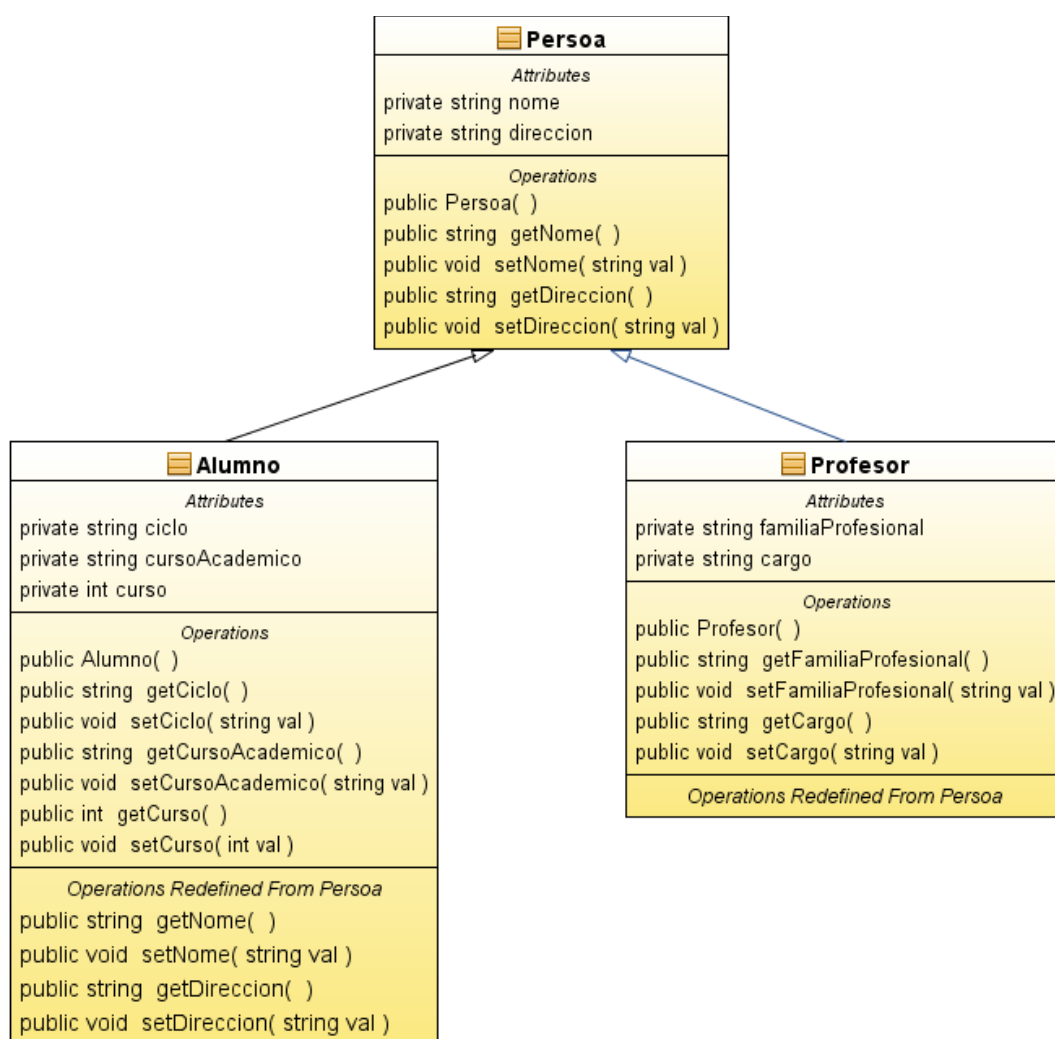 Persoa
Attributes
private string nome
private string direccion
Operations
public Persoa( )
public string getNome( )
public void setNome( string val )
public string getDireccion( )
public void setDireccion( string val )
Alumno
Attributes
private string ciclo
private string cursoAcademico
private int curso
Operations
public Alumno( )
public string getCiclo( )
public void setCiclo( string val )
public string getCursoAcademico( )
public void setCursoAcademico( string val )
public int getCurso( )
public void setCurso( int val )
Operations Redefined From Persoa
public string getNome( )
public void setNome( string val )
public string getDireccion( )
public void setDireccion( string val )
Profesor
Attributes
private string familiaProfesional
private string cargo
Operations
public Profesor( )
public string getFamiliaProfesional( )
public void setFamiliaProfesional( string val )
public string getCargo( )
public void setCargo( string val )
Operations Redefined From Persoa